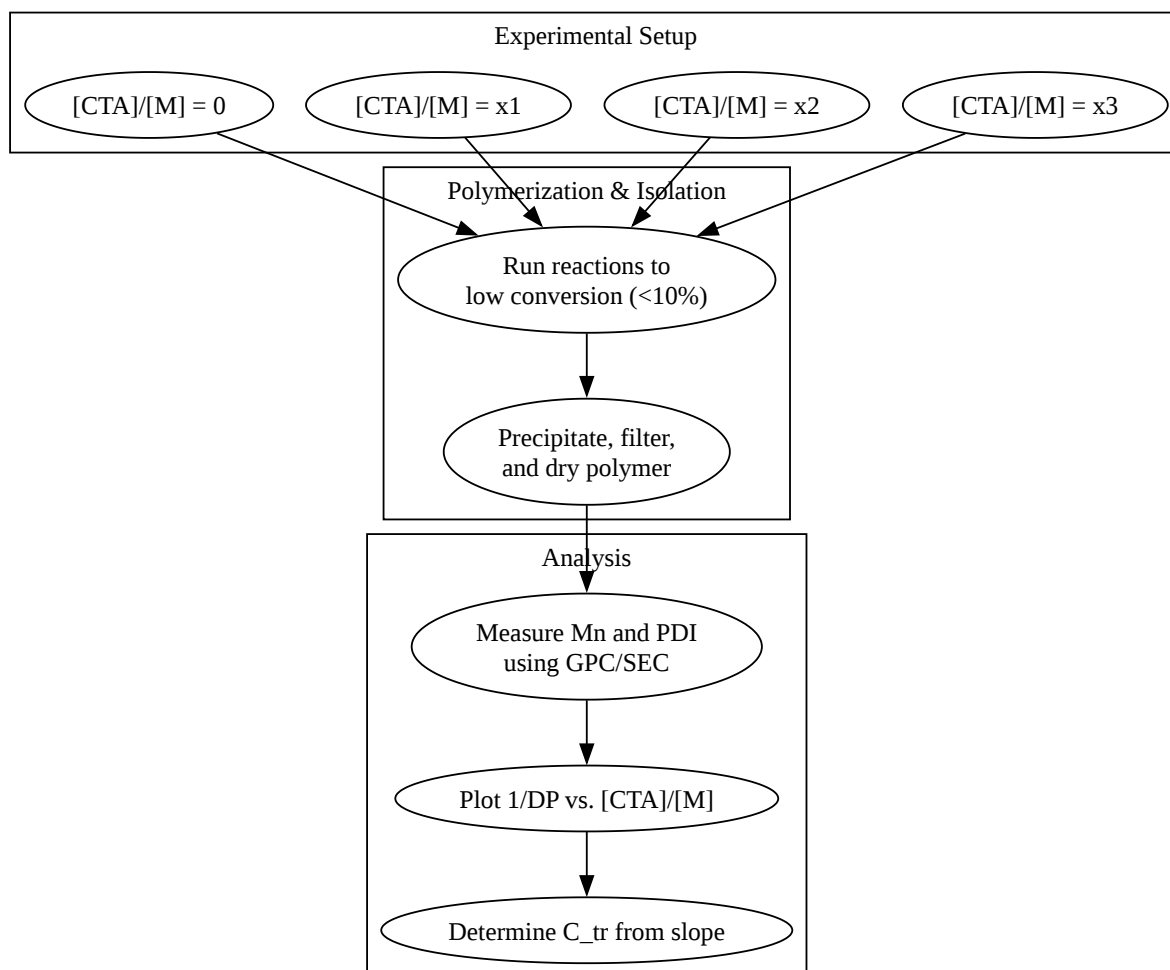 Experimental Setup
[CTA]/[M] = 0
[CTA]/[M] = x1
[CTA]/[M] = x2
[CTA]/[M] = x3
Polymerization & Isolation
Run reactions to
low conversion (<10%)
Precipitate, filter,
and dry polymer
Analysis
Measure Mn and PDI
using GPC/SEC
Plot 1/DP vs. [CTA]/[M]
Determine C_tr from slope